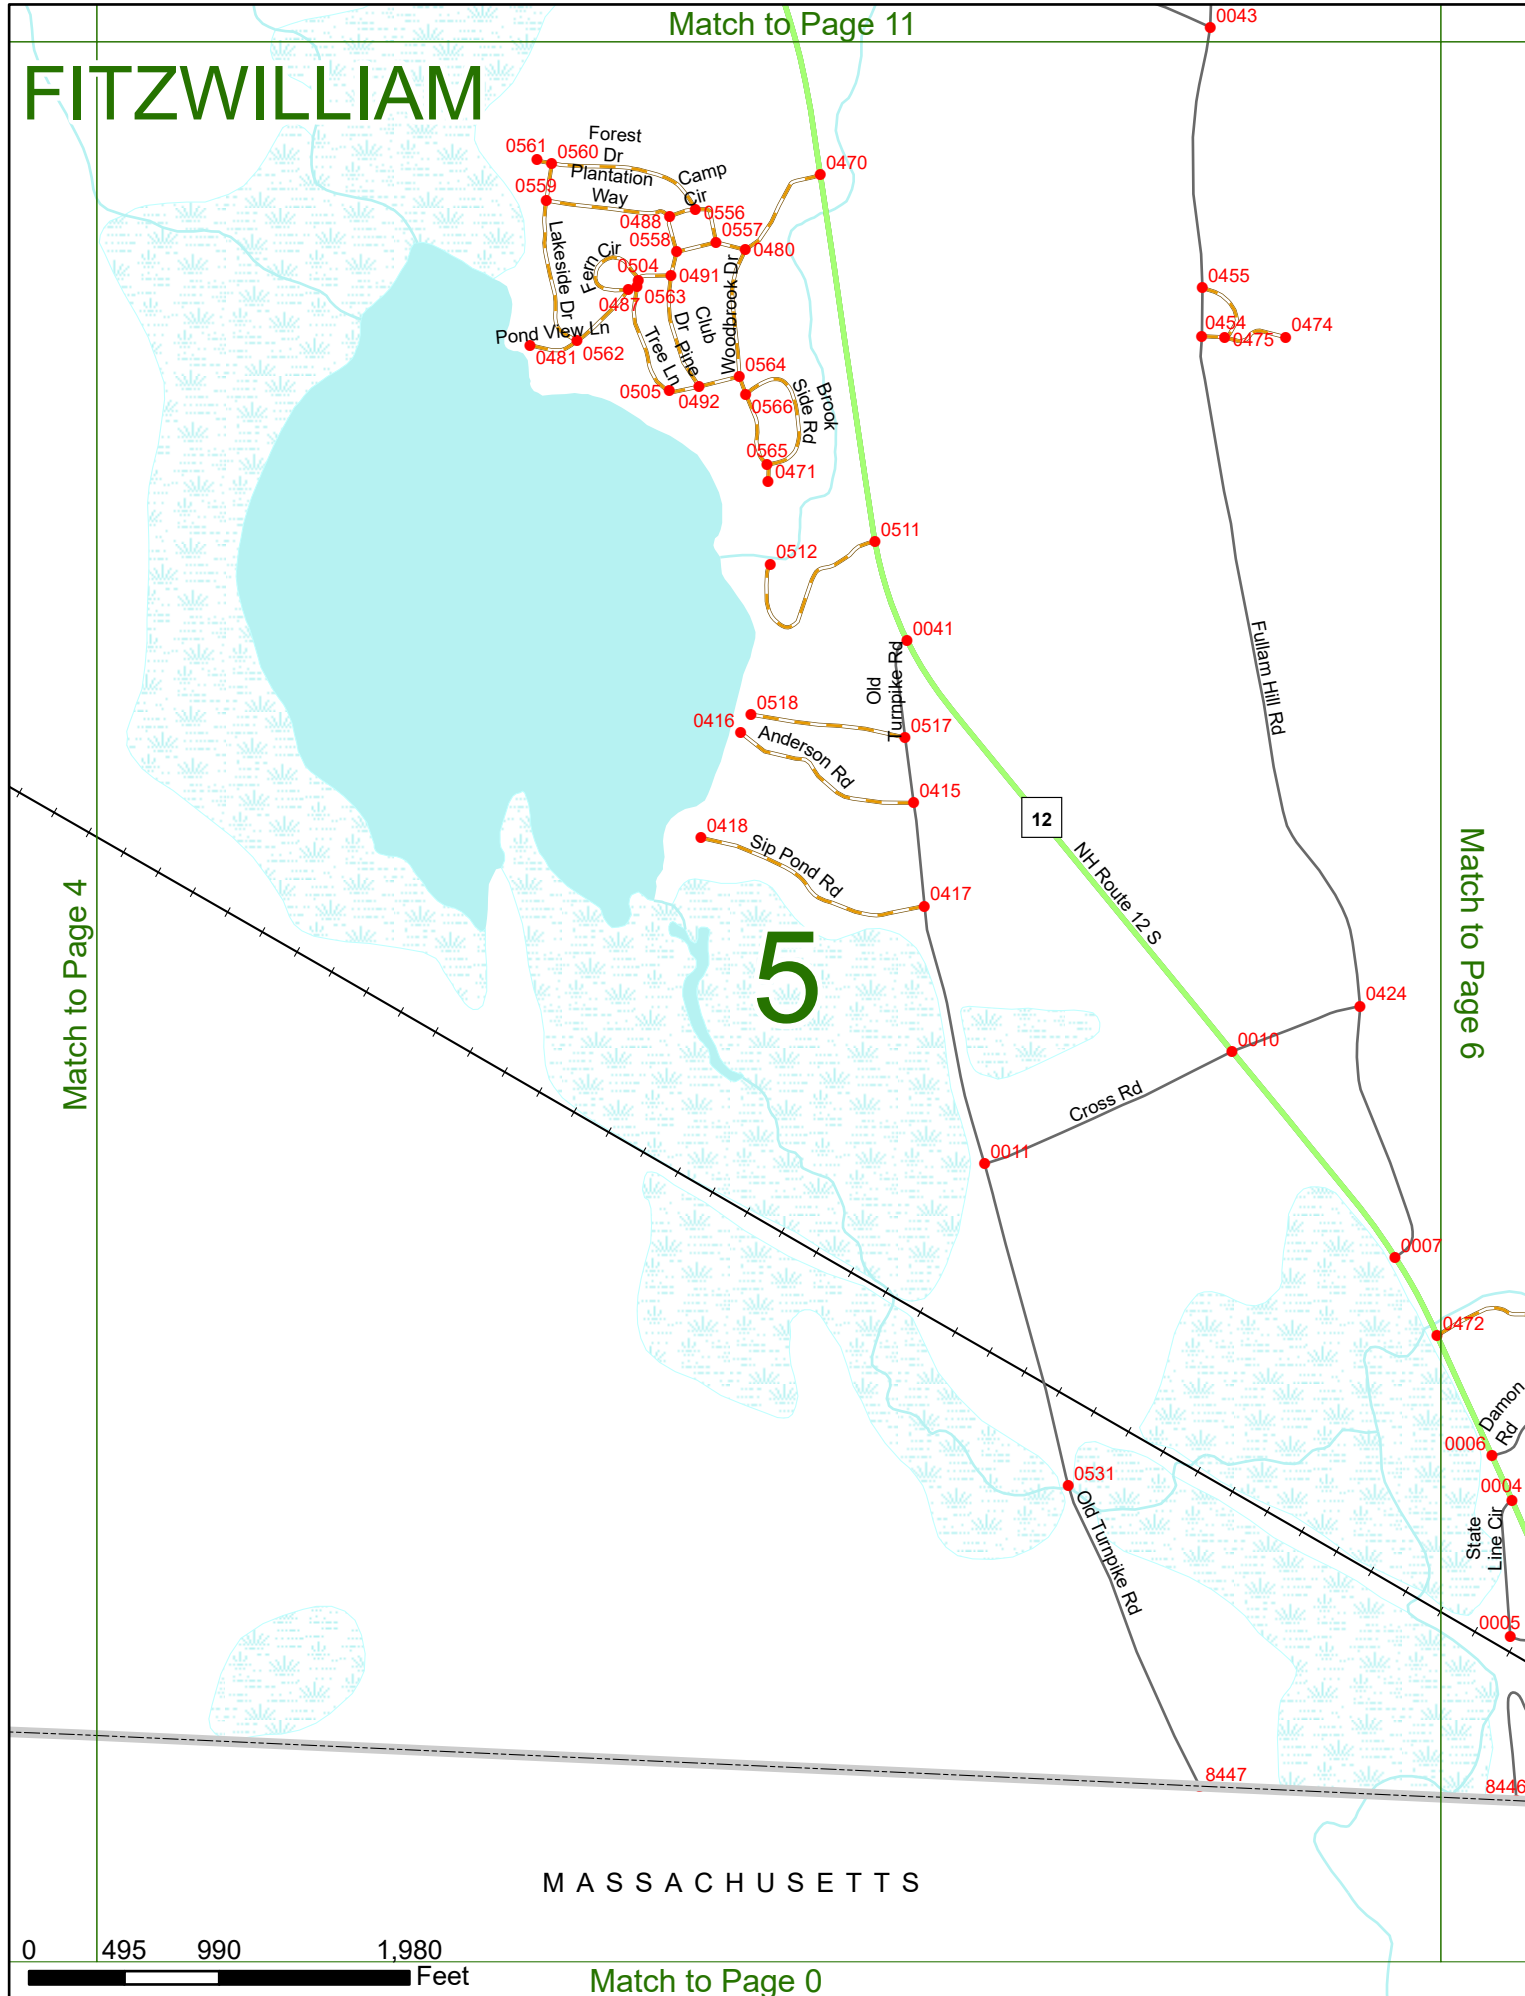 Match to Page 11
0043
FITZWILLIAM
Forest
Dr
0561
0560
Plantation
Way
Camp
Cir
0470
0559
0488
0556
0557
0558
0480
Lakeside Dr
Fern Cir
0504
0491
Woodbrook Dr
0455
0487
0563
Club
Dr
Pine
Tree Ln
Pond View Ln
0481
0562
0454
0475
0474
0564
0505
0492
0566
Brook
Side Rd
0565
0471
0511
0512
0041
Old
Turnpike Rd
Fullam Hill Rd
0518
0416
0517
Anderson Rd
0415
12
0418
Sip Pond Rd
NH Route 12 S
0417
Match to Page 4
Match to Page 6
5
0424
0010
Cross Rd
0011
0007
0472
Damon
Rd
0006
0531
0004
Old Turnpike Rd
State
Line Cir
0005
8447
8446
MASSACHUSETTS
0 495 990 1,980
Feet
Match to Page 0